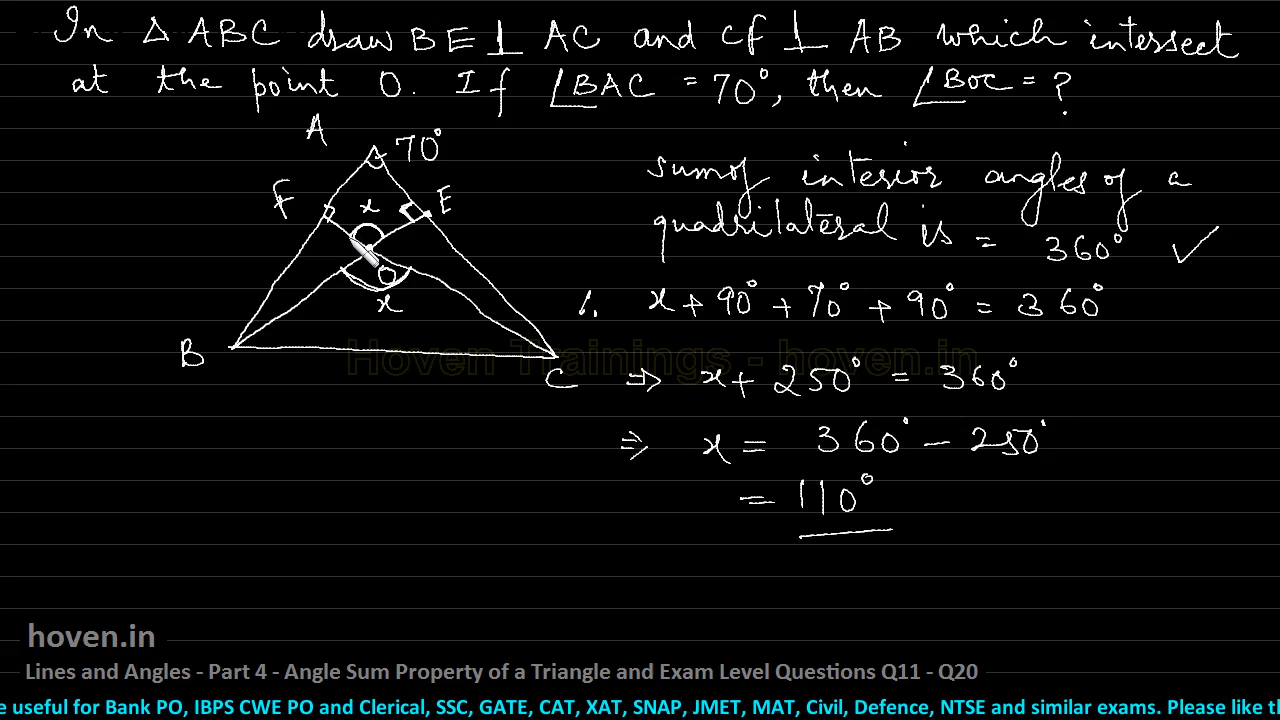 In △ ABC draw BE ⊥ AC and CF ⊥ AB which intersect
at the point O. If ∠BAC = 70°, then ∠BOC = ?
A
70°
F
x
E
O
x
B
C
sum of interior angles of a
quadrilateral is = 360° ✓
∴ x + 90° + 70° + 90° = 360°
⇒ x + 250° = 360°
⇒ x = 360° − 250°
= 110°
Hoven Trainings - hoven.in
hoven.in
Lines and Angles - Part 4 - Angle Sum Property of a Triangle and Exam Level Questions Q11 - Q20
e useful for Bank PO, IBPS CWE PO and Clerical, SSC, GATE, CAT, XAT, SNAP, JMET, MAT, Civil, Defence, NTSE and similar exams. Please like t